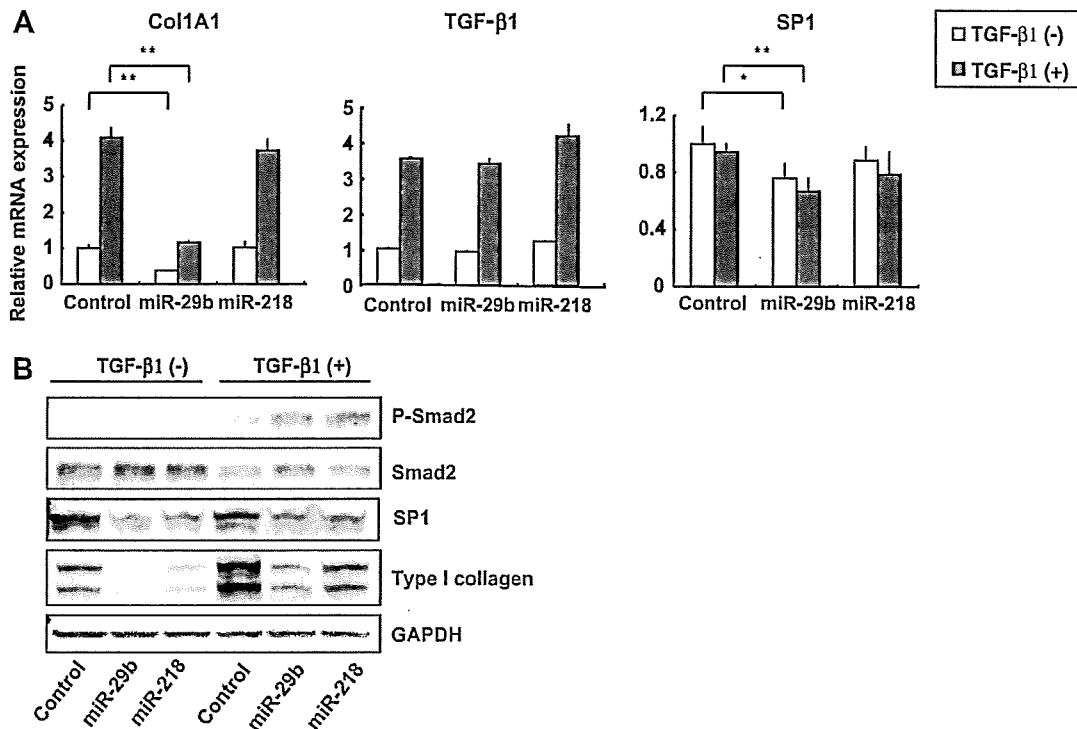 A
Col1A1
TGF-β1
SP1
TGF-β1 (-)
TGF-β1 (+)
**
**
**
*
Relative mRNA expression
5
4
3
2
1
0
Control miR-29b miR-218
5
4
3
2
1
0
Control miR-29b miR-218
1.2
0.8
0.4
0
Control miR-29b miR-218
B
TGF-β1 (-) TGF-β1 (+)
P-Smad2
Smad2
SP1
Type I collagen
GAPDH
Control miR-29b miR-218 Control miR-29b miR-218